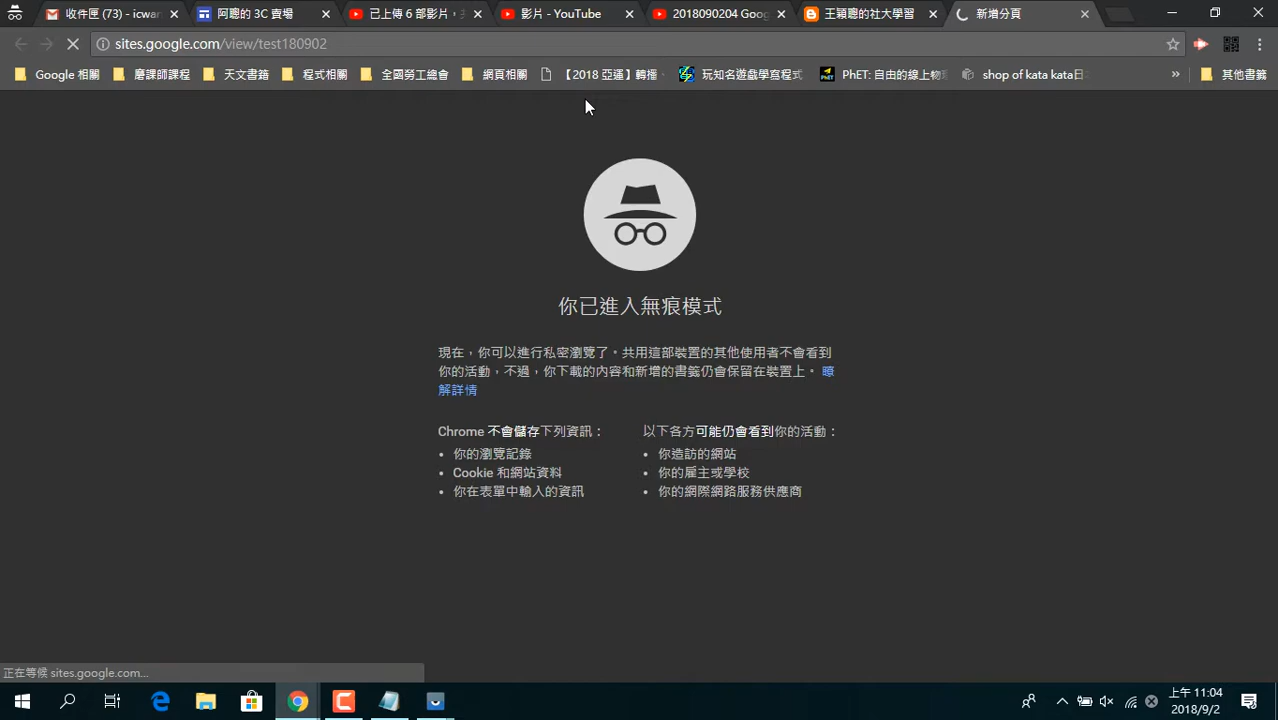 收件匣 (73) - icwar
阿聰的 3C 賣場
已上傳 6 部影片，
影片 - YouTube
2018090204 Goog
王穎聰的社大學習
新增分頁
sites.google.com/view/test180902
Google 相關
磨課師課程
天文書籍
程式相關
全國勞工總會
網頁相關
【2018 亞運】轉播
玩知名遊戲學寫程式
PhET: 自由的線上物理
shop of kata kata日
»
其他書籤
你已進入無痕模式
現在，你可以進行私密瀏覽了。共用這部裝置的其他使用者不會看到
你的活動，不過，你下載的內容和新增的書籤仍會保留在裝置上。 瞭
解詳情
Chrome 不會儲存下列資訊：
• 你的瀏覽記錄
• Cookie 和網站資料
• 你在表單中輸入的資訊
以下各方可能仍會看到你的活動：
• 你造訪的網站
• 你的雇主或學校
• 你的網際網路服務供應商
正在等候 sites.google.com...
上午 11:04
2018/9/2